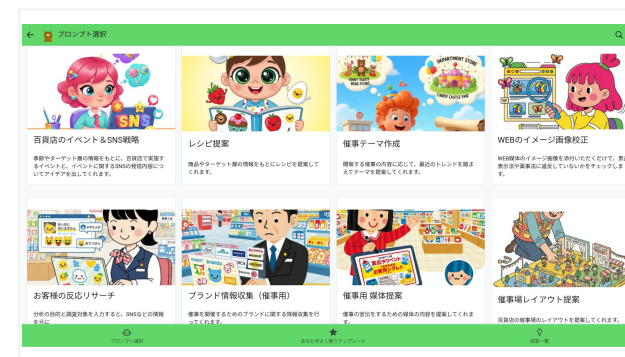 プロンプト選択
SNS
DEPARTMENT STORE
CANDY CASTLE FAIR
百貨店のイベント＆SNS戦略
レシピ提案
催事テーマ作成
WEBのイメージ画像校正
季節やターゲット層の情報をもとに、百貨店で実施す
るイベントと、イベントに関するSNSの発信内容につ
いてアイデアを出してくれます。
商品やターゲット層の情報をもとにレシピを提案して
くれます。
開催する催事の内容に応じて、最近のトレンドを踏ま
えてテーマを提案してくれます。
WEB媒体のイメージ画像を添付いただくだけで、景品
表示法や薬事法に違反していないかをチェックしま
す。
お客様の反応リサーチ
ブランド情報収集（催事用）
催事用 媒体提案
催事場レイアウト提案
分析の目的と調査対象を入力すると、SNSなどの情報
を元に
催事を開催するためのブランドに関する情報収集を行
ってくれます。
催事の宣伝をするための媒体の内容を提案してくれま
す。
百貨店の催事場のレイアウトを提案してくれます。
プロンプト選択
あなたがよく使うテンプレート
回答一覧